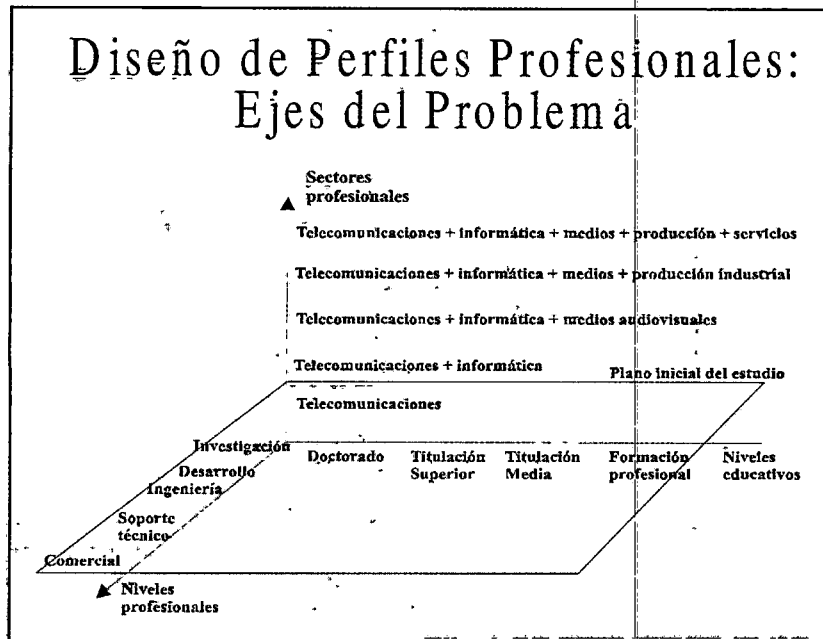 Diseño de Perfiles Profesionales:
Ejes del Problema
Sectores
profesionales
Telecomunicaciones + informática + medios + producción + servicios
Telecomunicaciones + informática + medios + producción industrial
Telecomunicaciones + informática + medios audiovisuales
Telecomunicaciones + informática
Plano inicial del estudio
Telecomunicaciones
Investigación
Desarrollo
Ingeniería
Soporte
técnico
Comercial
Niveles
profesionales
Doctorado
Titulación
Superior
Titulación
Media
Formación
profesional
Niveles
educativos